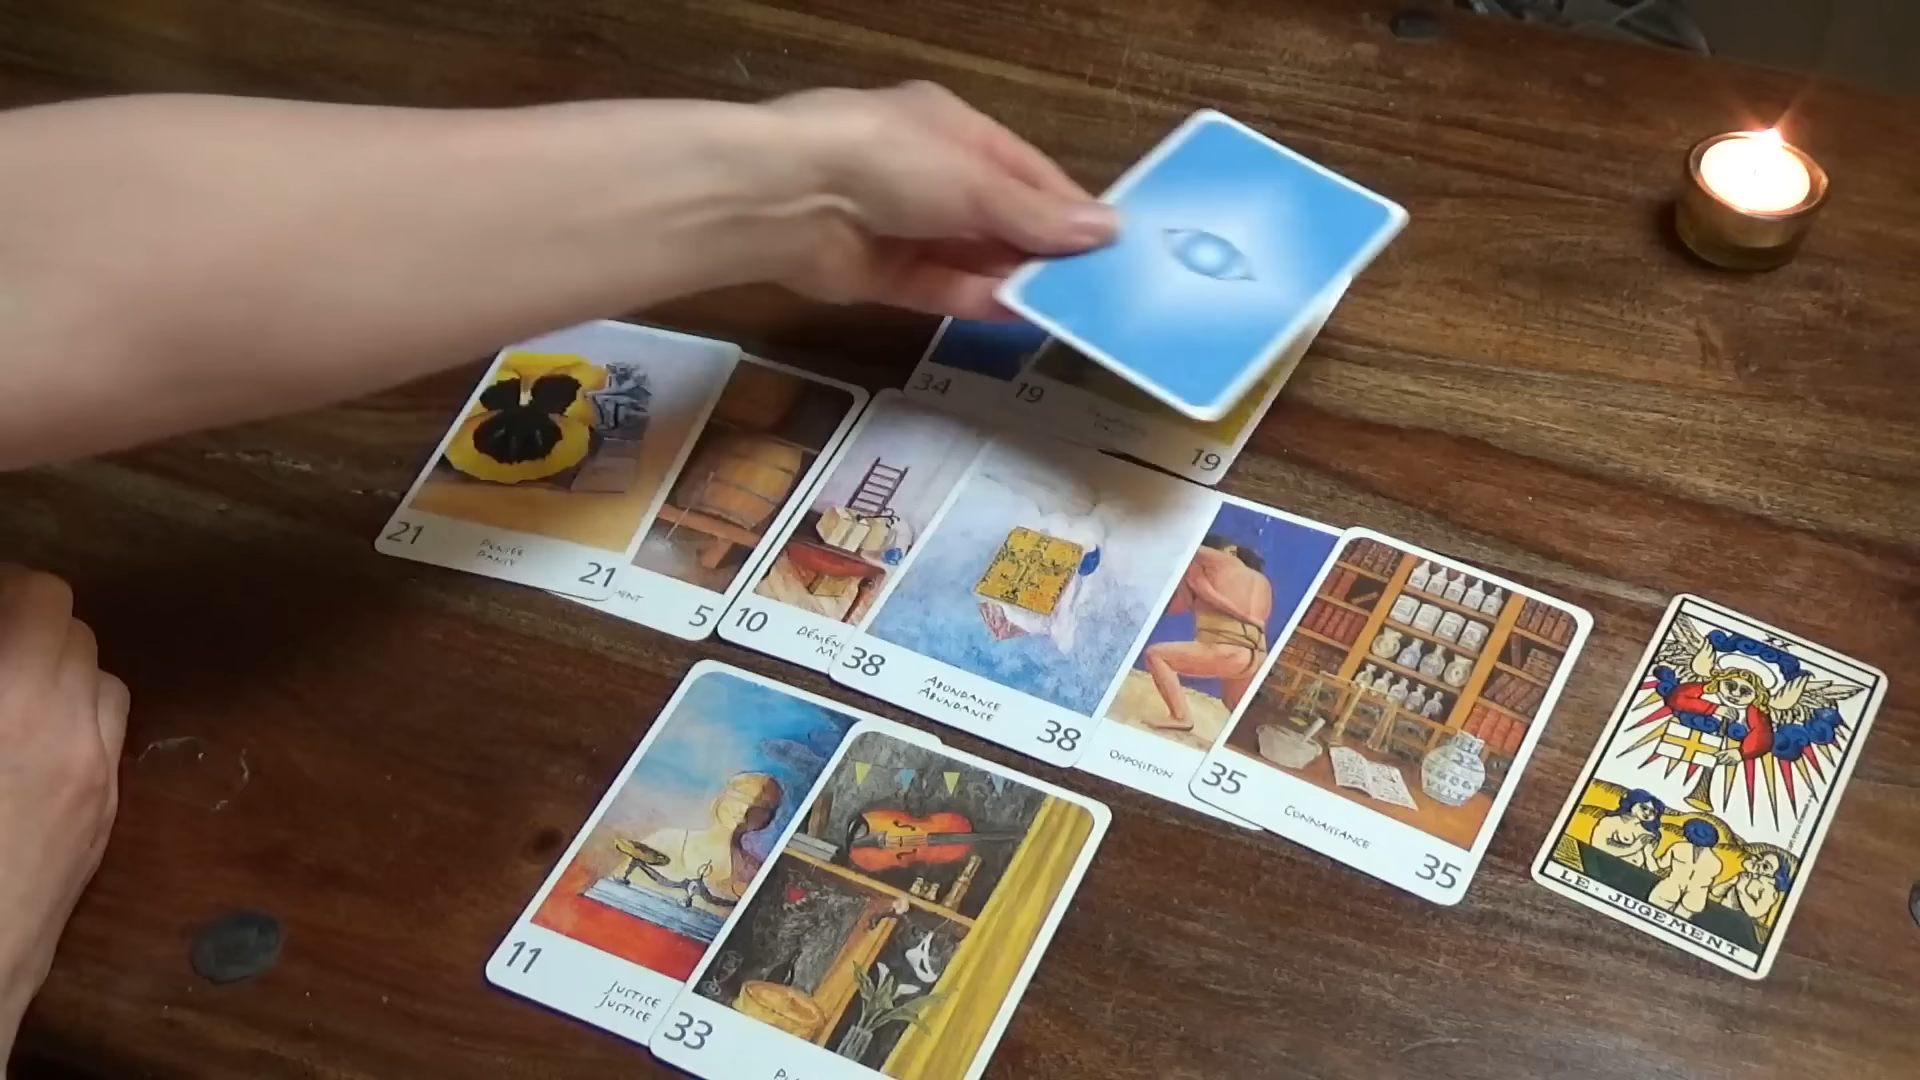 34
19
19
21
PENSÉE
PANSY
21
5
10
38
ABONDANCE
ABUNDANCE
38
OPPOSITION
35
CONNAISSANCE
35
XX
LE·JUGEMENT
11
JUSTICE
JUSTICE
33